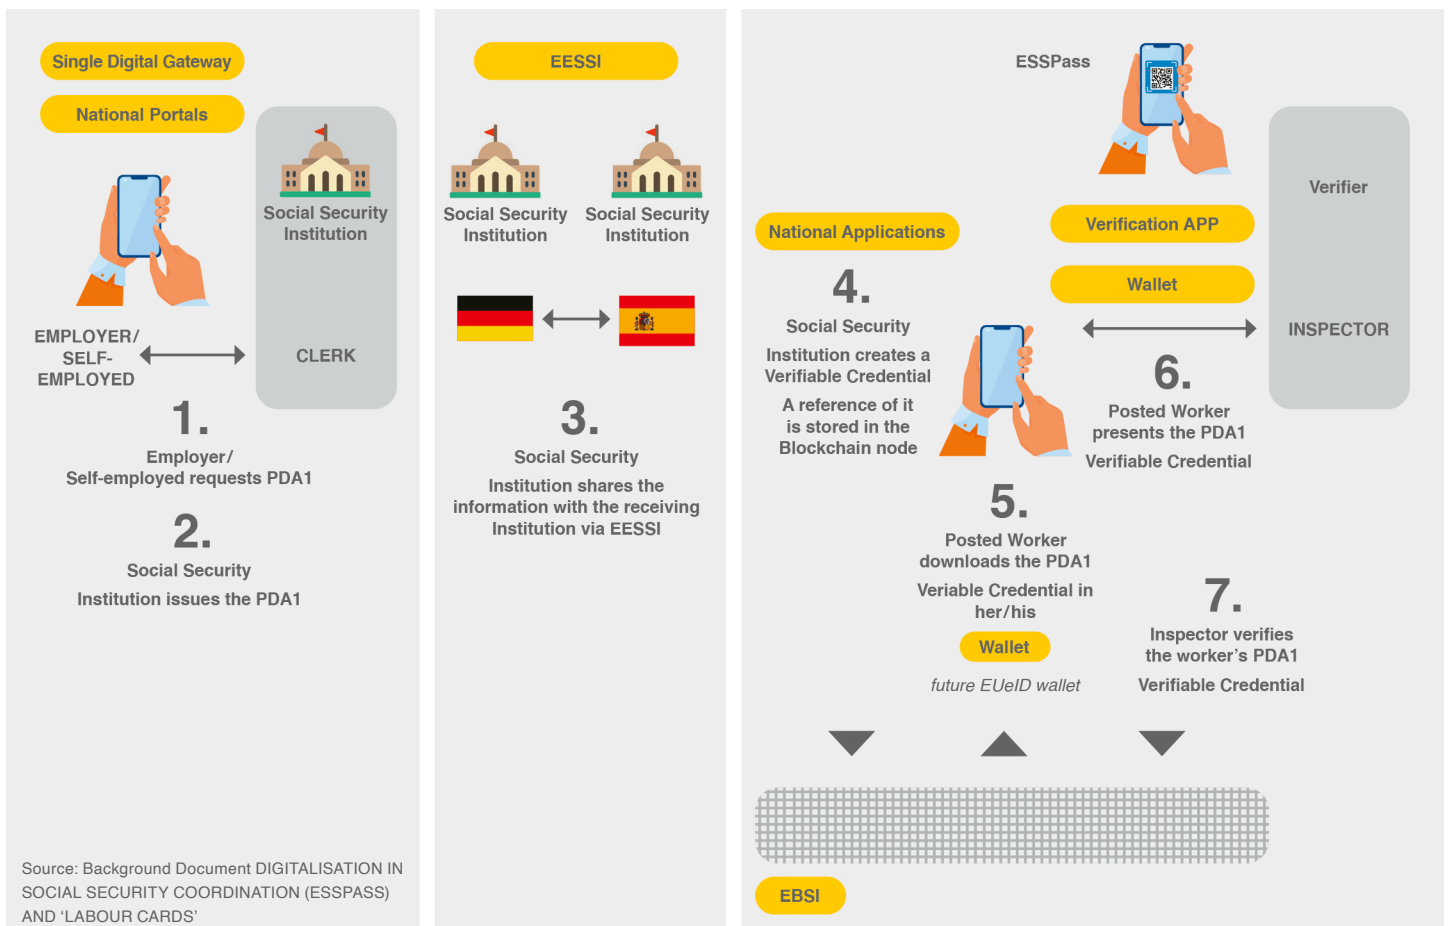 Single Digital Gateway
National Portals
Social Security
Institution
EMPLOYER/
SELF-
EMPLOYED
CLERK
1.
Employer/
Self-employed requests PDA1
2.
Social Security
Institution issues the PDA1
Source: Background Document DIGITALISATION IN
SOCIAL SECURITY COORDINATION (ESSPASS)
AND ‘LABOUR CARDS’
EESSI
Social Security
Institution
Social Security
Institution
3.
Social Security
Institution shares the
information with the receiving
Institution via EESSI
ESSPass
Verifier
National Applications
Verification APP
Wallet
INSPECTOR
4.
Social Security
Institution creates a
Verifiable Credential
A reference of it
is stored in the
Blockchain node
6.
Posted Worker
presents the PDA1
Verifiable Credential
5.
Posted Worker
downloads the PDA1
Veriable Credential in
her/his
Wallet
future EUeID wallet
7.
Inspector verifies
the worker’s PDA1
Verifiable Credential
EBSI